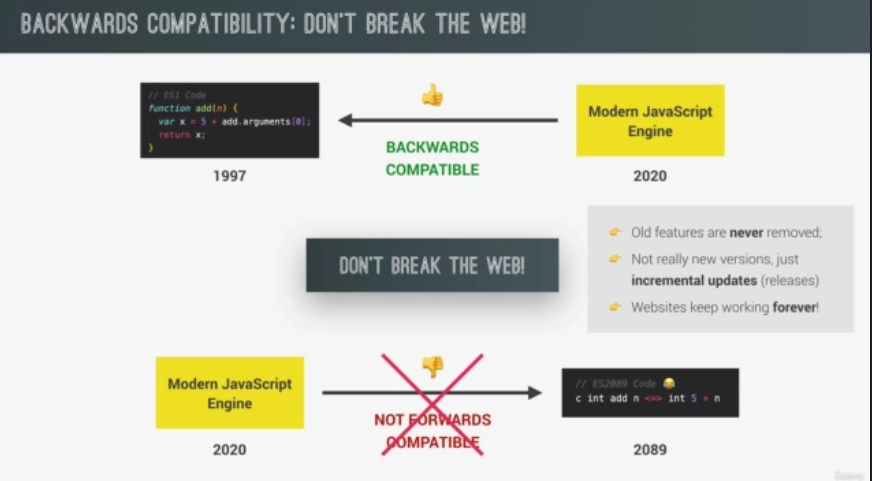 BACKWARDS COMPATIBILITY: DON'T BREAK THE WEB!
// ES1 Code
function add(n) {
var x = 5 + add.arguments[0];
return x;
}
1997
👍
BACKWARDS
COMPATIBLE
Modern JavaScript
Engine
2020
DON'T BREAK THE WEB!
👉 Old features are never removed;
👉 Not really new versions, just
incremental updates (releases)
👉 Websites keep working forever!
Modern JavaScript
Engine
2020
👎
NOT FORWARDS
COMPATIBLE
// ES2089 Code 😂
c int add n <=> int 5 + n
2089
Udemy